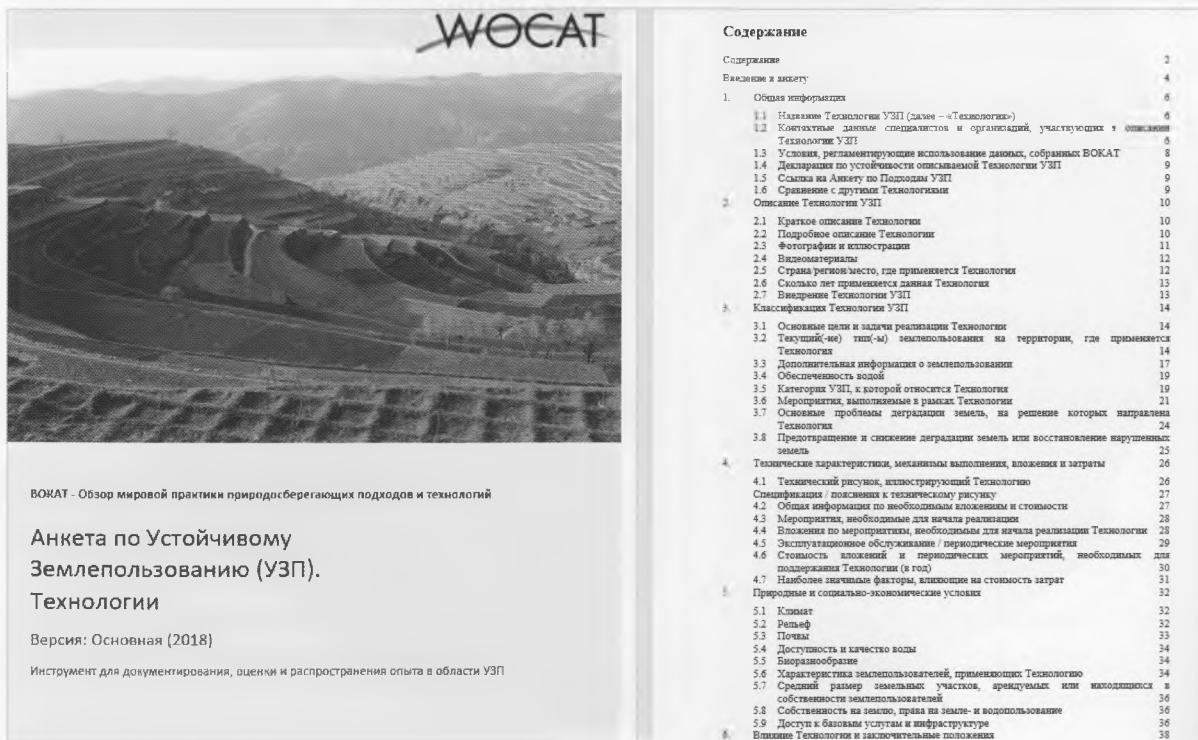 WOCAT
ВОКАТ - Обзор мировой практики природосберегающих подходов и технологий
Анкета по Устойчивому
Землепользованию (УЗП).
Технологии
Версия: Основная (2018)
Инструмент для документирования, оценки и распространения опыта в области УЗП
Содержание
Содержание 2
Введение в анкету 4
1. Общая информация 6
1.1 Название Технологии УЗП (далее – «Технология») 6
1.2 Контактные данные специалистов и организаций, участвующих в описании
Технологии УЗП 6
1.3 Условия, регламентирующие использование данных, собранных ВОКАТ 8
1.4 Декларация по устойчивости описываемой Технологии УЗП 9
1.5 Ссылка на Анкету по Подходам УЗП 9
1.6 Сравнение с другими Технологиями 9
2. Описание Технологии УЗП 10
2.1 Краткое описание Технологии 10
2.2 Подробное описание Технологии 10
2.3 Фотографии и иллюстрации 11
2.4 Видеоматериалы 12
2.5 Страна/регион/место, где применяется Технология 12
2.6 Сколько лет применяется данная Технология 13
2.7 Внедрение Технологии УЗП 13
3. Классификация Технологии УЗП 14
3.1 Основные цели и задачи реализации Технологии 14
3.2 Текущий(-ие) тип(-ы) землепользования на территории, где применяется
Технология 14
3.3 Дополнительная информация о землепользовании 17
3.4 Обеспеченность водой 19
3.5 Категория УЗП, к которой относится Технология 19
3.6 Мероприятия, выполняемые в рамках Технологии 21
3.7 Основные проблемы деградации земель, на решение которых направлена
Технология 24
3.8 Предотвращение и снижение деградации земель или восстановление нарушенных
земель 25
4. Технические характеристики, механизмы выполнения, вложения и затраты 26
4.1 Технический рисунок, иллюстрирующий Технологию 26
Спецификация / пояснения к техническому рисунку 27
4.2 Общая информация по необходимым вложениям и стоимости 27
4.3 Мероприятия, необходимые для начала реализации 28
4.4 Вложения по мероприятиям, необходимым для начала реализации Технологии 28
4.5 Эксплуатационное обслуживание / периодические мероприятия 29
4.6 Стоимость вложений и периодических мероприятий, необходимых для
поддержания Технологии (в год) 30
4.7 Наиболее значимые факторы, влияющие на стоимость затрат 31
5. Природные и социально-экономические условия 32
5.1 Климат 32
5.2 Рельеф 32
5.3 Почвы 33
5.4 Доступность и качество воды 34
5.5 Биоразнообразие 34
5.6 Характеристика землепользователей, применяющих Технологию 34
5.7 Средний размер земельных участков, арендуемых или находящихся в
собственности землепользователей 36
5.8 Собственность на землю, права на земле- и водопользование 36
5.9 Доступ к базовым услугам и инфраструктуре 36
6. Влияние Технологии и заключительные положения 38